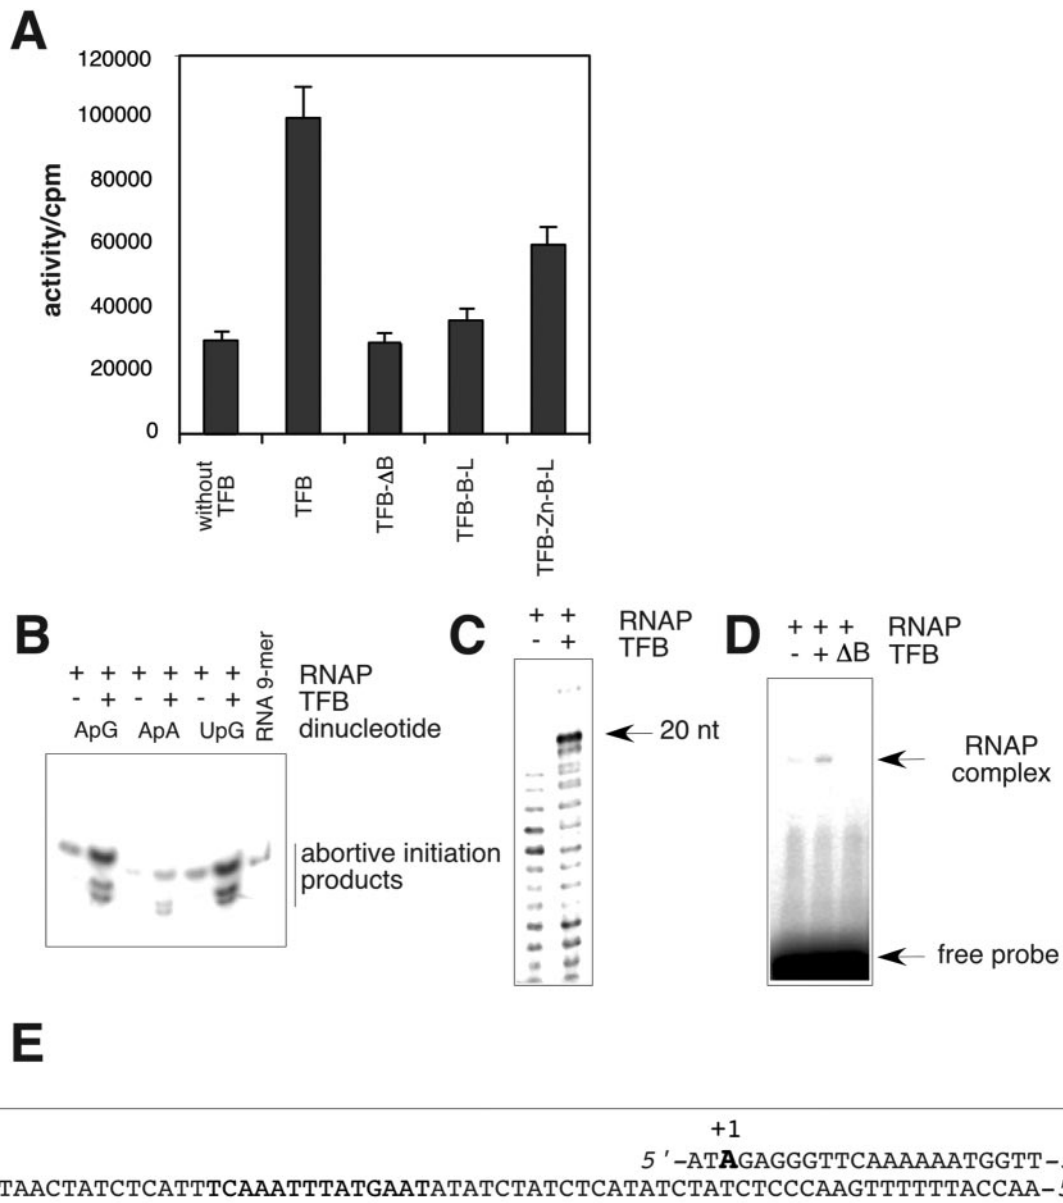 A
120000
100000
80000
60000
40000
20000
0
activity/cpm
without
TFB
TFB
TFB-ΔB
TFB-B-L
TFB-Zn-B-L
B
+ + + + + + RNAP
- + - + - + TFB
ApG ApA UpG dinucleotide
RNA 9-mer
abortive initiation
products
C
+ + RNAP
- + TFB
20 nt
D
+ + + RNAP
- + ΔB TFB
RNAP
complex
free probe
E
+1
5'-ATAGAGGGTTCAAAAAATGGTT-
TAACTATCTCATTTCAAATTTATGAATATATCTATCTCATATCTATCTCCCAAGTTTTTTACCAA-